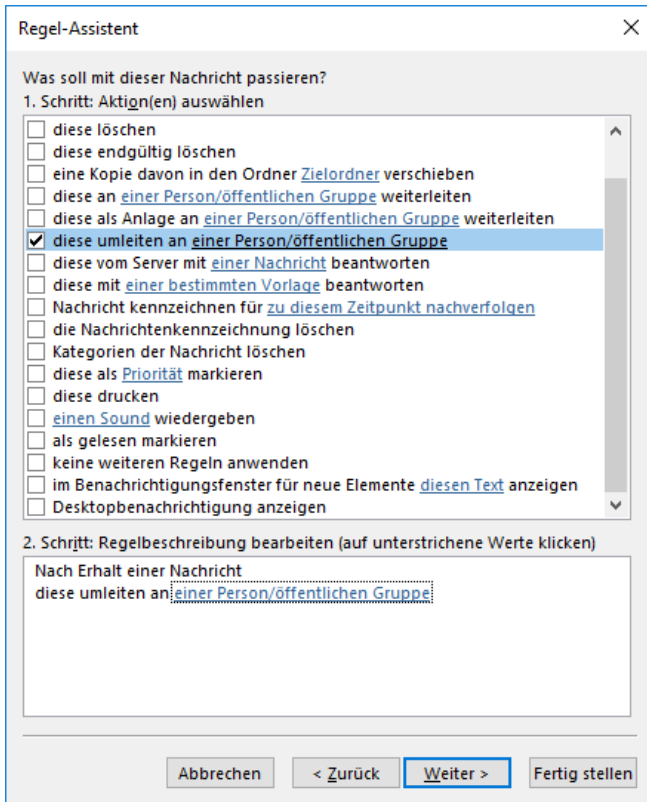 Regel-Assistent
Was soll mit dieser Nachricht passieren?
1. Schritt: Aktion(en) auswählen
diese löschen
diese endgültig löschen
eine Kopie davon in den Ordner Zielordner verschieben
diese an einer Person/öffentlichen Gruppe weiterleiten
diese als Anlage an einer Person/öffentlichen Gruppe weiterleiten
diese umleiten an einer Person/öffentlichen Gruppe
diese vom Server mit einer Nachricht beantworten
diese mit einer bestimmten Vorlage beantworten
Nachricht kennzeichnen für zu diesem Zeitpunkt nachverfolgen
die Nachrichtenkennzeichnung löschen
Kategorien der Nachricht löschen
diese als Priorität markieren
diese drucken
einen Sound wiedergeben
als gelesen markieren
keine weiteren Regeln anwenden
im Benachrichtigungsfenster für neue Elemente diesen Text anzeigen
Desktopbenachrichtigung anzeigen
2. Schritt: Regelbeschreibung bearbeiten (auf unterstrichene Werte klicken)
Nach Erhalt einer Nachricht
diese umleiten an einer Person/öffentlichen Gruppe
Abbrechen < Zurück Weiter > Fertig stellen